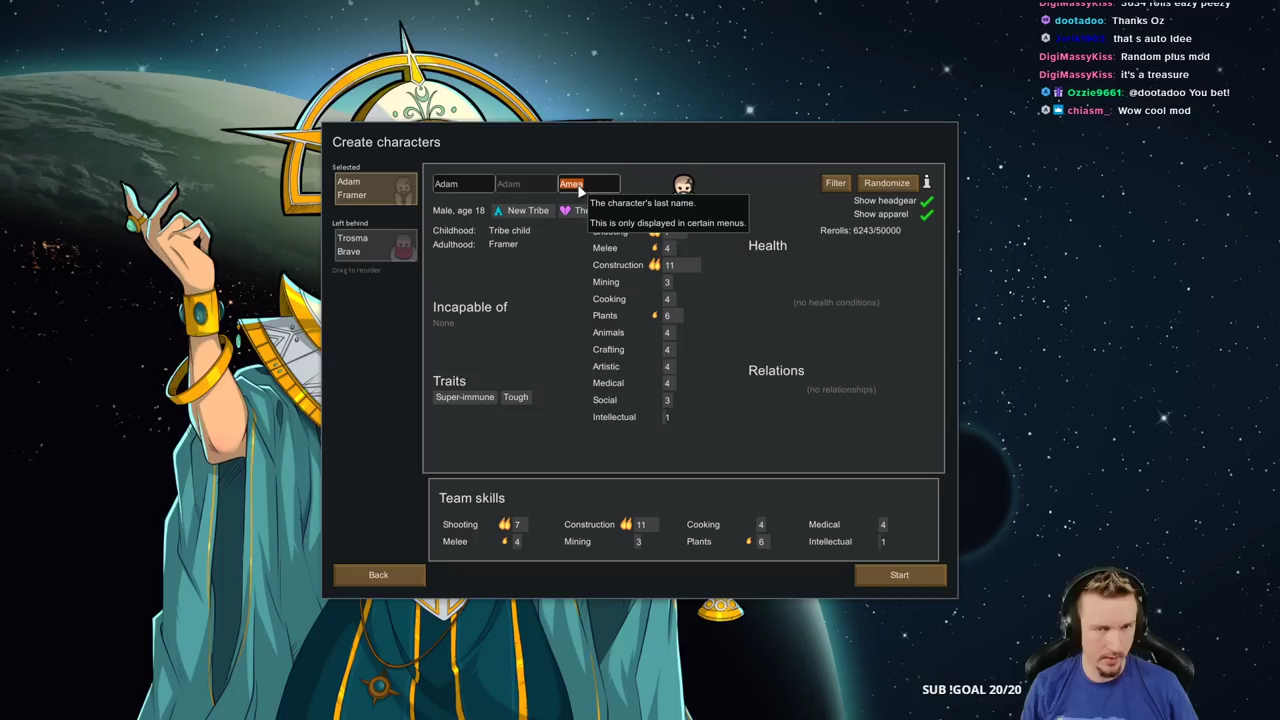 DigiMassyKiss: 3634 rolls eazy peezy
dootadoo: Thanks Oz
that s auto Idee
DigiMassyKiss: Random plus mod
DigiMassyKiss: it's a treasure
Ozzie9661: @dootadoo You bet!
chiasm_: Wow cool mod
Create characters
Selected
Adam
Framer
Left behind
Trosma
Brave
Drag to reorder
Adam
Adam
Ames
Filter
Randomize
The character's last name.
This is only displayed in certain menus.
Show headgear
Show apparel
Rerolls: 6243/50000
Male, age 18
New Tribe
Childhood: Tribe child
Adulthood: Framer
Incapable of
None
Traits
Super-immune
Tough
Melee 4
Construction 11
Mining 3
Cooking 4
Plants 6
Animals 4
Crafting 4
Artistic 4
Medical 4
Social 3
Intellectual 1
Health
(no health conditions)
Relations
(no relationships)
Team skills
Shooting 7
Construction 11
Cooking 4
Medical 4
Melee 4
Mining 3
Plants 6
Intellectual 1
Back
Start
SUB !GOAL 20/20